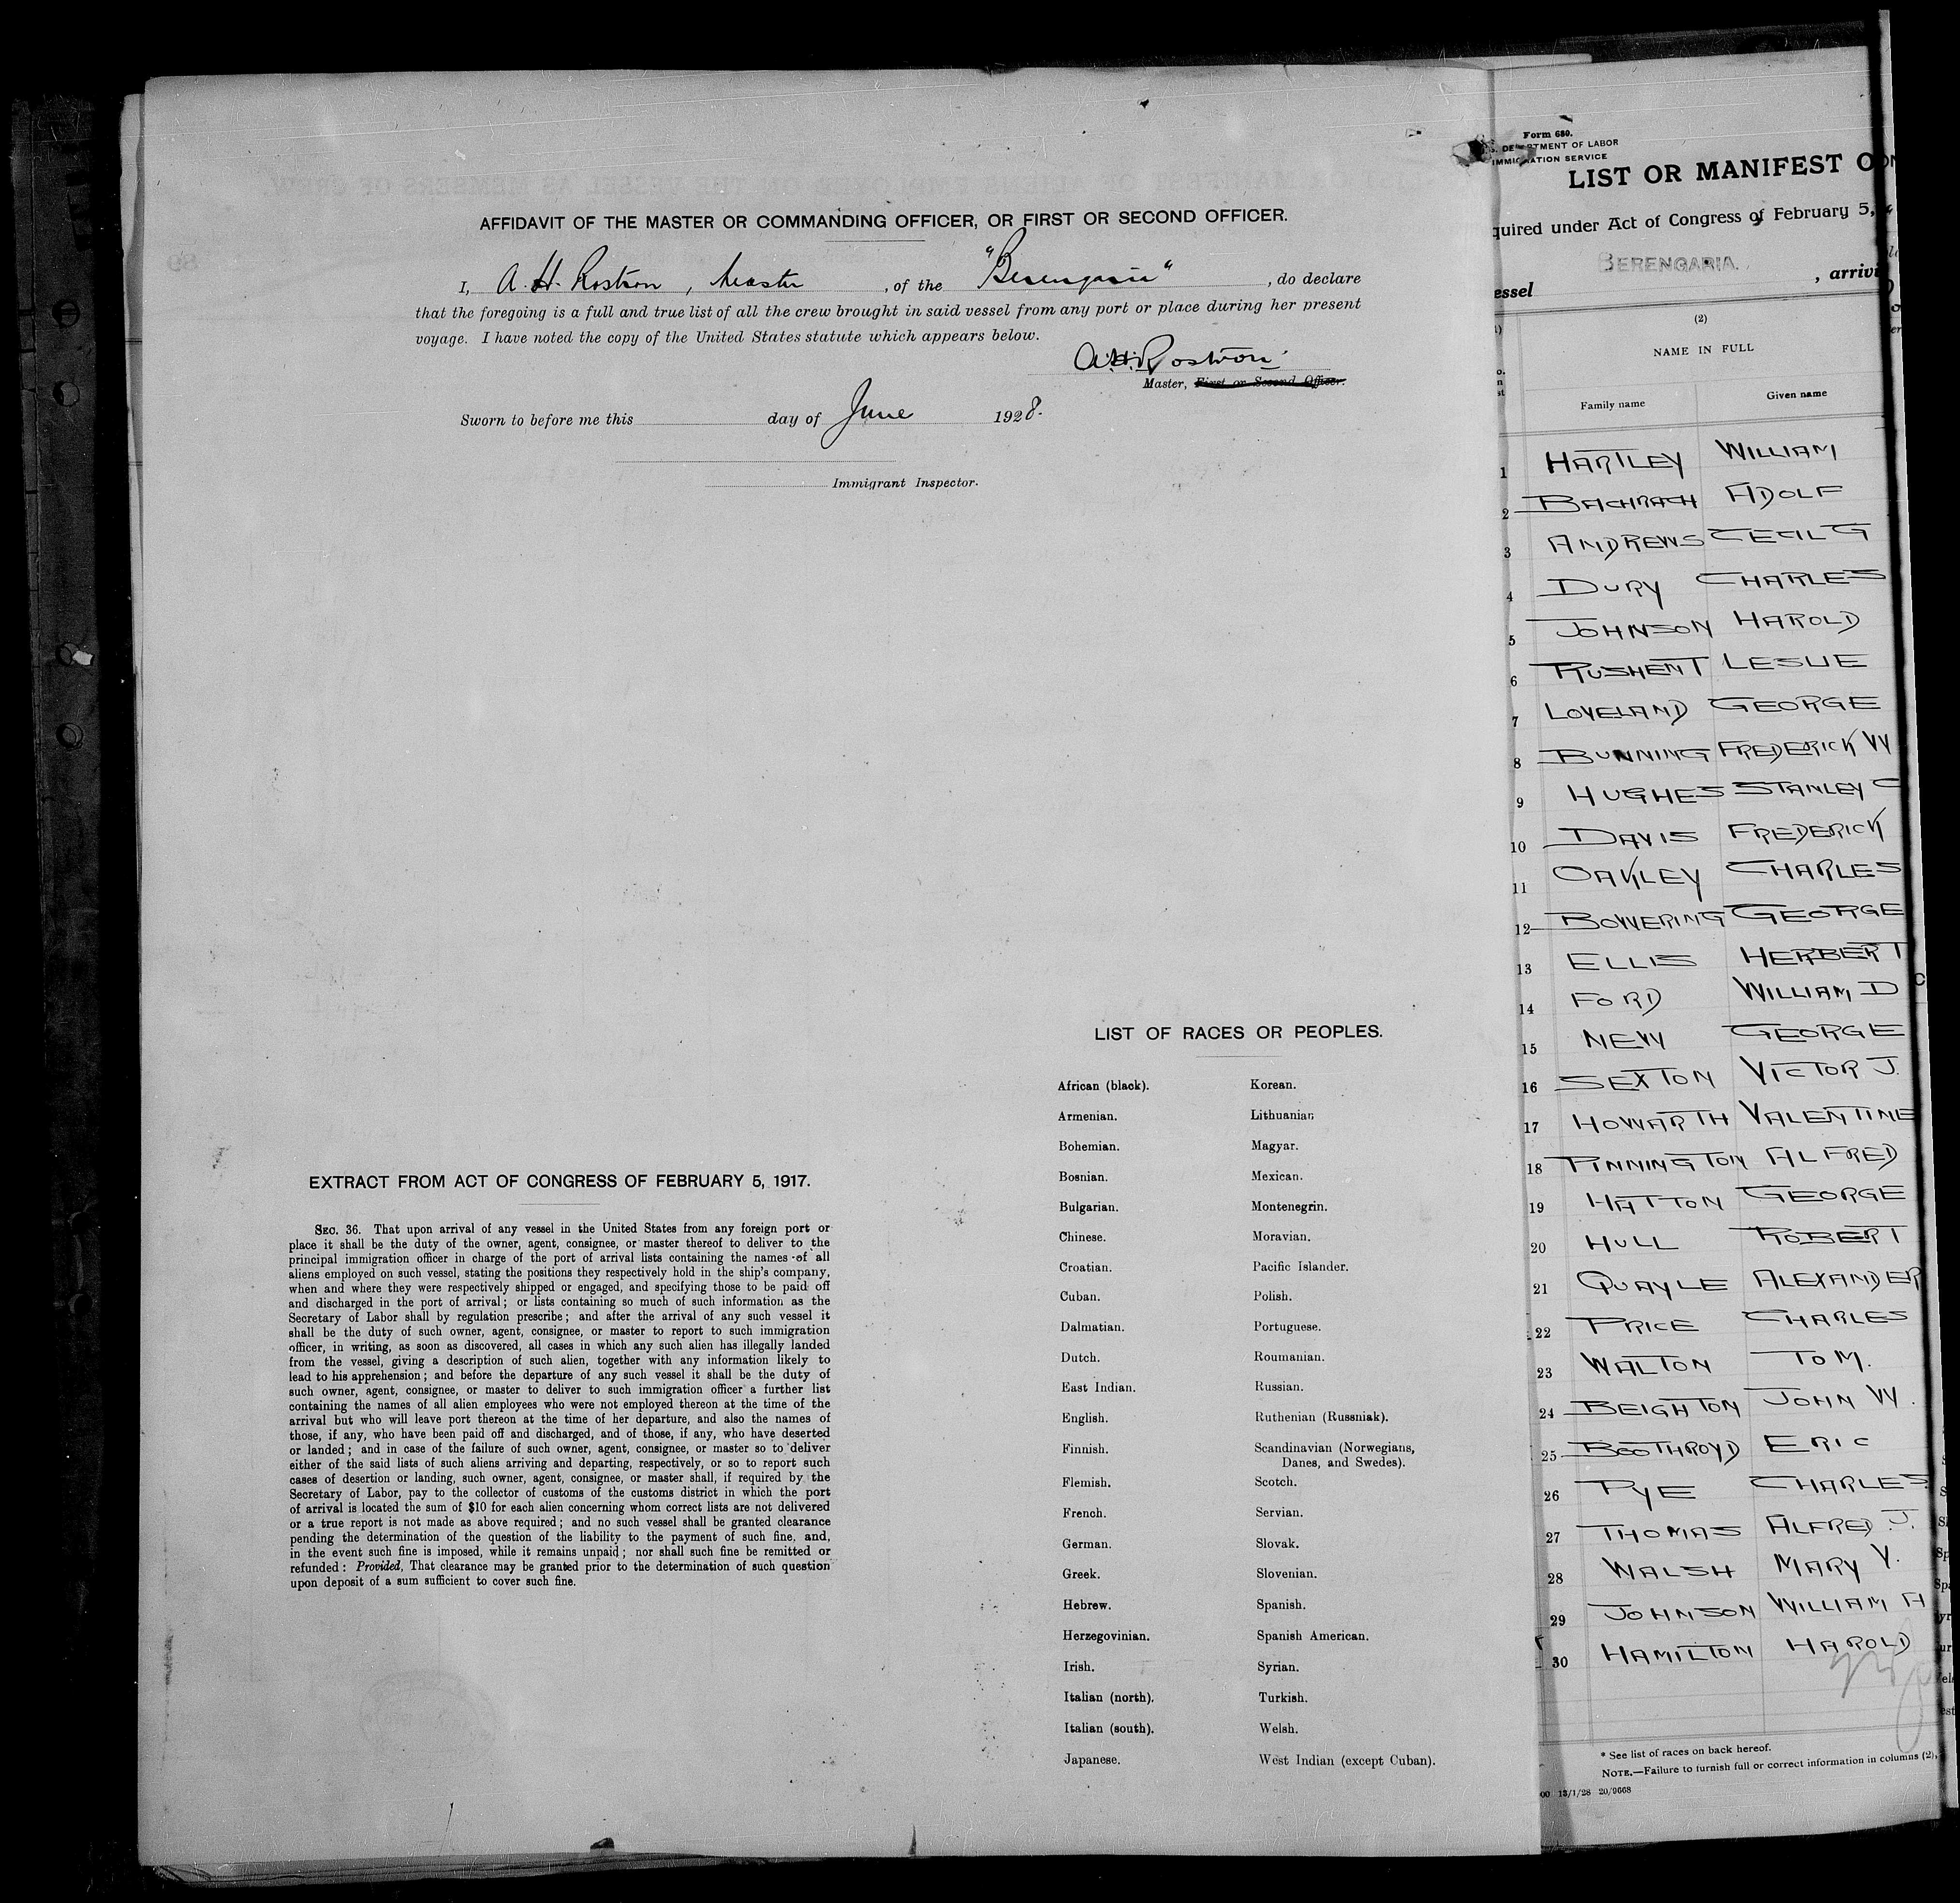 AFFIDAVIT OF THE MASTER OR COMMANDING OFFICER, OR FIRST OR SECOND OFFICER.
I, A. H. Rostron, Master, of the "Berengaria", do declare
that the foregoing is a full and true list of all the crew brought in said vessel from any port or place during her present
voyage. I have noted the copy of the United States statute which appears below.
A.H. Rostron
Master, First or Second Officer.
Sworn to before me this day of June 1928.
Immigrant Inspector.
EXTRACT FROM ACT OF CONGRESS OF FEBRUARY 5, 1917.
SEC. 36. That upon arrival of any vessel in the United States from any foreign port or
place it shall be the duty of the owner, agent, consignee, or master thereof to deliver to the
principal immigration officer in charge of the port of arrival lists containing the names of all
aliens employed on such vessel, stating the positions they respectively hold in the ship's company,
when and where they were respectively shipped or engaged, and specifying those to be paid off
and discharged in the port of arrival; or lists containing so much of such information as the
Secretary of Labor shall by regulation prescribe; and after the arrival of any such vessel it
shall be the duty of such owner, agent, consignee, or master to report to such immigration
officer, in writing, as soon as discovered, all cases in which any such alien has illegally landed
from the vessel, giving a description of such alien, together with any information likely to
lead to his apprehension; and before the departure of any such vessel it shall be the duty of
such owner, agent, consignee, or master to deliver to such immigration officer a further list
containing the names of all alien employees who were not employed thereon at the time of the
arrival but who will leave port thereon at the time of her departure, and also the names of
those, if any, who have been paid off and discharged, and of those, if any, who have deserted
or landed; and in case of the failure of such owner, agent, consignee, or master so to deliver
either of the said lists of such aliens arriving and departing, respectively, or so to report such
cases of desertion or landing, such owner, agent, consignee, or master shall, if required by the
Secretary of Labor, pay to the collector of customs of the customs district in which the port
of arrival is located the sum of $10 for each alien concerning whom correct lists are not delivered
or a true report is not made as above required; and no such vessel shall be granted clearance
pending the determination of the question of the liability to the payment of such fine, and,
in the event such fine is imposed, while it remains unpaid; nor shall such fine be remitted or
refunded: Provided, That clearance may be granted prior to the determination of such question
upon deposit of a sum sufficient to cover such fine.
LIST OF RACES OR PEOPLES.
African (black). Korean.
Armenian. Lithuanian
Bohemian. Magyar.
Bosnian. Mexican.
Bulgarian. Montenegrin.
Chinese. Moravian.
Croatian. Pacific Islander.
Cuban. Polish.
Dalmatian. Portuguese.
Dutch. Roumanian.
East Indian. Russian.
English. Ruthenian (Russniak).
Finnish. Scandinavian (Norwegians,
Danes, and Swedes).
Flemish. Scotch.
French. Servian.
German. Slovak.
Greek. Slovenian.
Hebrew. Spanish.
Herzegovinian. Spanish American.
Irish. Syrian.
Italian (north). Turkish.
Italian (south). Welsh.
Japanese. West Indian (except Cuban).
Form 680.
DEPARTMENT OF LABOR
IMMIGRATION SERVICE
LIST OR MANIFEST O
quired under Act of Congress of February 5,
essel BERENGARIA. , arrivi
(2)
NAME IN FULL
Family name Given name
1 HARTLEY WILLIAM
2 BACHRACH ADOLF
3 ANDREWS CECIL G
4 DURY CHARLES
5 JOHNSON HAROLD
6 RUSHENT LESLIE
7 LOVELAND GEORGE
8 BUNNING FREDERICK W
9 HUGHES STANLEY C
10 DAVIS FREDERICK
11 OAKLEY CHARLES
12 BOWERING GEORGE
13 ELLIS HERBERT
14 FORD WILLIAM D
15 NEW GEORGE
16 SEXTON VICTOR J.
17 HOWARTH VALENTINE
18 PINNINGTON ALFRED
19 HATTON GEORGE
20 HULL ROBERT
21 QUAYLE ALEXANDER
22 PRICE CHARLES
23 WALTON TOM.
24 BEIGHTON JOHN W.
25 BOOTHROYD ERIC
26 PYE CHARLES
27 THOMAS ALFRED J.
28 WALSH MARY V.
29 JOHNSON WILLIAM A
30 HAMILTON HAROLD
* See list of races on back hereof.
NOTE.—Failure to furnish full or correct information in columns (2),
00 13/1/28 20/9668